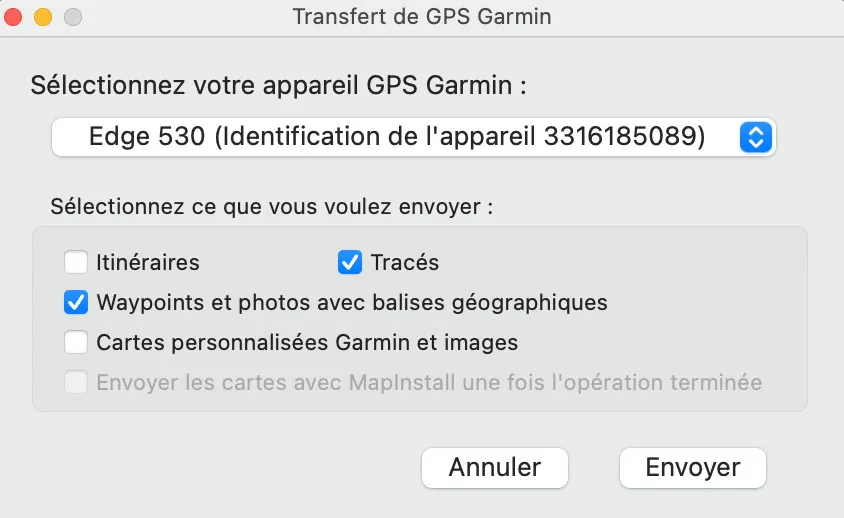 Transfert de GPS Garmin
Sélectionnez votre appareil GPS Garmin :
Edge 530 (Identification de l'appareil 3316185089)
Sélectionnez ce que vous voulez envoyer :
Itinéraires Tracés
Waypoints et photos avec balises géographiques
Cartes personnalisées Garmin et images
Envoyer les cartes avec MapInstall une fois l'opération terminée
Annuler Envoyer